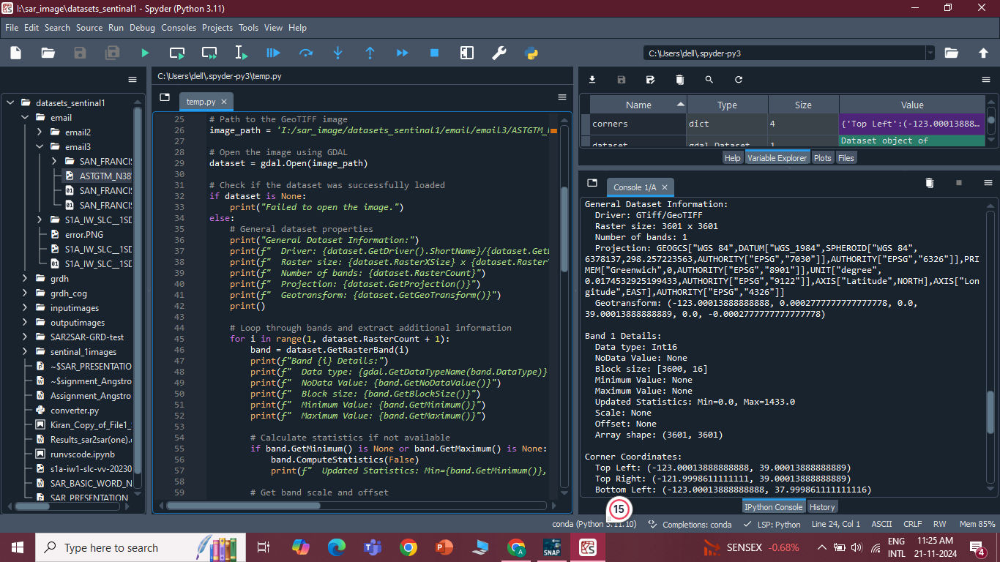 I:\sar_image\datasets_sentinal1 - Spyder (Python 3.11)
File Edit Search Source Run Debug Consoles Projects Tools View Help
C:\Users\dell\.spyder-py3
datasets_sentinal1
email
email2
email3
SAN_FRANCIS
ASTGTM_N38
SAN_FRANCIS
SAN_FRANCIS
S1A_IW_SLC__1SD
error.PNG
S1A_IW_SLC__1SD
S1A_IW_SLC__1SD
grdh
grdh_cog
inputimages
outputimages
SAR2SAR-GRD-test
sentinal_1images
~$SAR_PRESENTATIO
~$signment_Angstro
Assignment_Angstro
converter.py
Kiran_Copy_of_File1_
Results_sar2sar(one).
runvscode.ipynb
s1a-iw1-slc-vv-20230
SAR_BASIC_WORD_N
SAR_PRESENTATION
C:\Users\dell\.spyder-py3\temp.py
temp.py
25 # Path to the GeoTIFF image
26 image_path = 'I:/sar_image/datasets_sentinal1/email/email3/ASTGTM_
27
28 # Open the image using GDAL
29 dataset = gdal.Open(image_path)
30
31 # Check if the dataset was successfully loaded
32 if dataset is None:
33 print("Failed to open the image.")
34 else:
35 # General dataset properties
36 print("General Dataset Information:")
37 print(f" Driver: {dataset.GetDriver().ShortName}/{dataset.Get
38 print(f" Raster size: {dataset.RasterXSize} x {dataset.Raster
39 print(f" Number of bands: {dataset.RasterCount}")
40 print(f" Projection: {dataset.GetProjection()}")
41 print(f" Geotransform: {dataset.GetGeoTransform()}")
42 print()
43
44 # Loop through bands and extract additional information
45 for i in range(1, dataset.RasterCount + 1):
46 band = dataset.GetRasterBand(i)
47 print(f"Band {i} Details:")
48 print(f" Data type: {gdal.GetDataTypeName(band.DataType)}
49 print(f" NoData Value: {band.GetNoDataValue()}")
50 print(f" Block size: {band.GetBlockSize()}")
51 print(f" Minimum Value: {band.GetMinimum()}")
52 print(f" Maximum Value: {band.GetMaximum()}")
53
54 # Calculate statistics if not available
55 if band.GetMinimum() is None or band.GetMaximum() is None:
56 band.ComputeStatistics(False)
57 print(f" Updated Statistics: Min={band.GetMinimum()},
58
59 # Get band scale and offset
Name Type Size Value
corners dict 4 {'Top Left':(-123.00013888…
dataset gdal.Dataset 1 Dataset object of
Help Variable Explorer Plots Files
Console 1/A
General Dataset Information:
Driver: GTiff/GeoTIFF
Raster size: 3601 x 3601
Number of bands: 1
Projection: GEOGCS["WGS 84",DATUM["WGS_1984",SPHEROID["WGS 84",
6378137,298.257223563,AUTHORITY["EPSG","7030"]],AUTHORITY["EPSG","6326"]],PRI
MEM["Greenwich",0,AUTHORITY["EPSG","8901"]],UNIT["degree",
0.0174532925199433,AUTHORITY["EPSG","9122"]],AXIS["Latitude",NORTH],AXIS["Lon
gitude",EAST],AUTHORITY["EPSG","4326"]]
Geotransform: (-123.00013888888888, 0.0002777777777777778, 0.0,
39.00013888888889, 0.0, -0.0002777777777777778)
Band 1 Details:
Data type: Int16
NoData Value: None
Block size: [3600, 16]
Minimum Value: None
Maximum Value: None
Updated Statistics: Min=0.0, Max=1433.0
Scale: None
Offset: None
Array shape: (3601, 3601)
Corner Coordinates:
Top Left: (-123.00013888888888, 39.00013888888889)
Top Right: (-121.9998611111111, 39.00013888888889)
Bottom Left: (-123.00013888888888, 37.999861111111116)
IPython Console History
15
conda (Python 3.11.10) Completions: conda LSP: Python Line 24, Col 1 ASCII CRLF RW Mem 85%
Type here to search
SNAP
SENSEX -0.68%
ENG
INTL
11:25 AM
21-11-2024
4